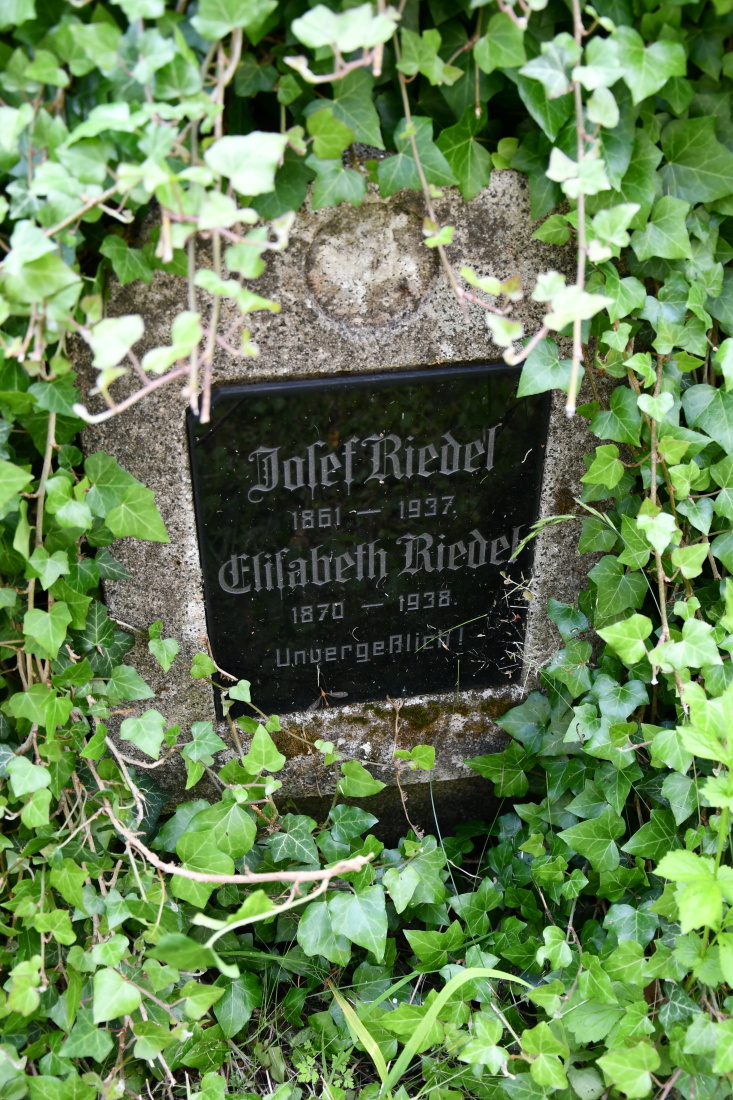 Josef Riedel
1861 — 1937.
Elisabeth Riedel
1870 — 1938.
Unvergeßlich!